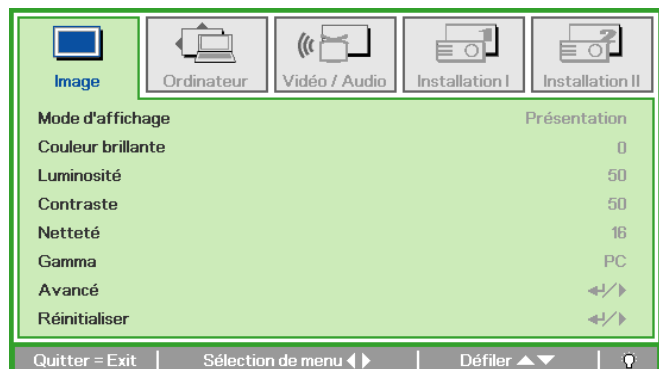 Image Ordinateur Vidéo / Audio Installation I Installation II
Mode d'affichage Présentation
Couleur brillante 0
Luminosité 50
Contraste 50
Netteté 16
Gamma PC
Avancé
Réinitialiser
Quitter = Exit Sélection de menu Défiler